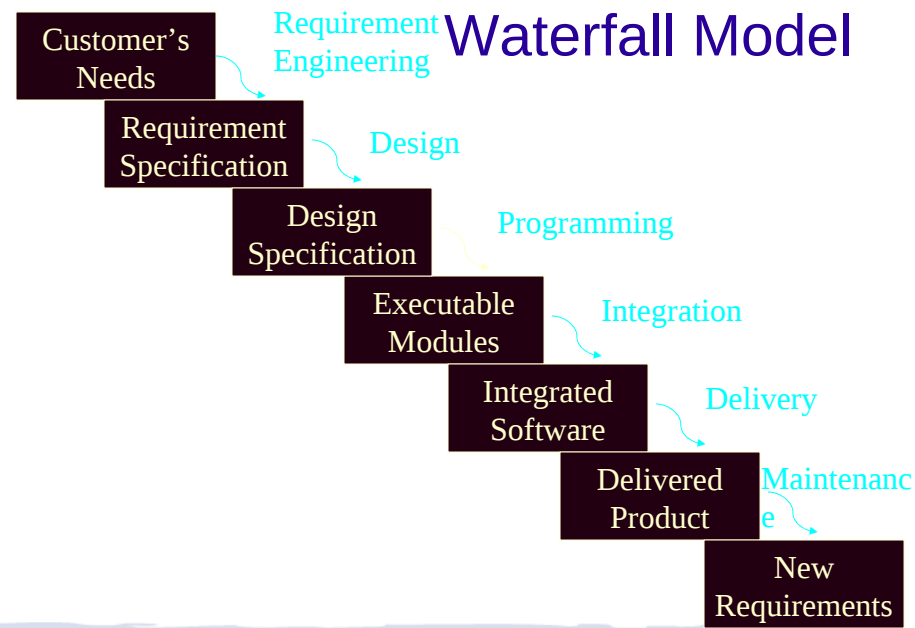 Waterfall Model
Customer's
Needs
Requirement
Engineering
Requirement
Specification
Design
Design
Specification
Programming
Executable
Modules
Integration
Integrated
Software
Delivery
Delivered
Product
Maintenanc
e
New
Requirements